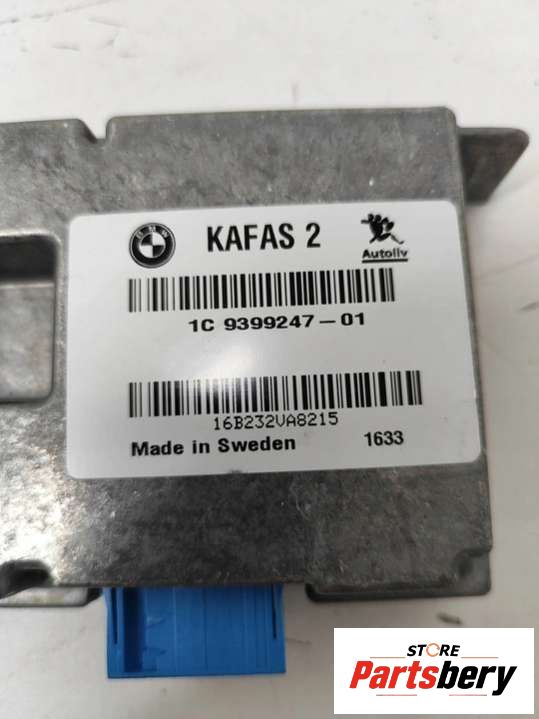 KAFAS 2
Autoliv
1C 9399247-01
16B232VA8215
Made in Sweden 1633
STORE
Partsbery